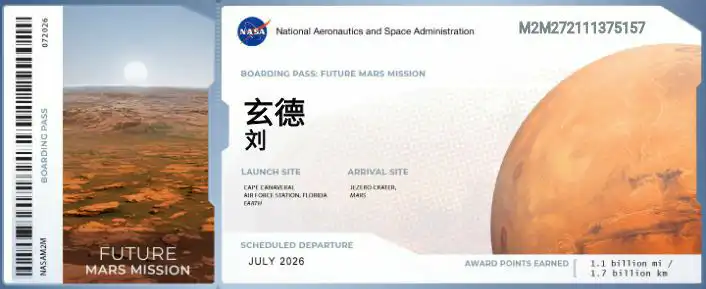 072026
BOARDING PASS
NASAM2M
FUTURE
MARS MISSION
NASA
National Aeronautics and Space Administration
M2M272111375157
BOARDING PASS: FUTURE MARS MISSION
玄德
刘
LAUNCH SITE
CAPE CANAVERAL
AIR FORCE STATION, FLORIDA
EARTH
ARRIVAL SITE
JEZERO CRATER,
MARS
SCHEDULED DEPARTURE
JULY 2026
AWARD POINTS EARNED
1.1 billion mi /
1.7 billion km